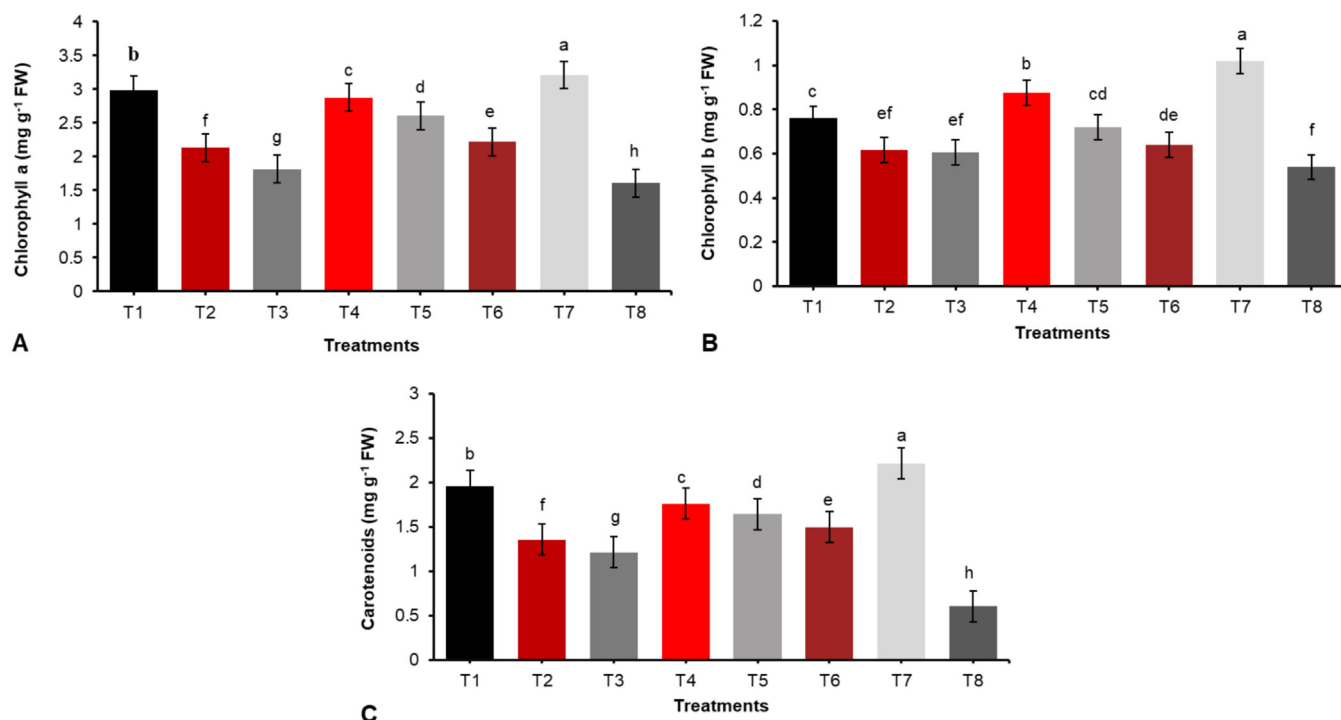 Chlorophyll a (mg g⁻¹ FW)
4
3.5
3
2.5
2
1.5
1
0.5
0
b
f
g
c
d
e
a
h
T1 T2 T3 T4 T5 T6 T7 T8
Treatments
A
Chlorophyll b (mg g⁻¹ FW)
1.2
1
0.8
0.6
0.4
0.2
0
c
ef
ef
b
cd
de
a
f
T1 T2 T3 T4 T5 T6 T7 T8
Treatments
B
Carotenoids (mg g⁻¹ FW)
3
2.5
2
1.5
1
0.5
0
b
f
g
c
d
e
a
h
T1 T2 T3 T4 T5 T6 T7 T8
Treatments
C